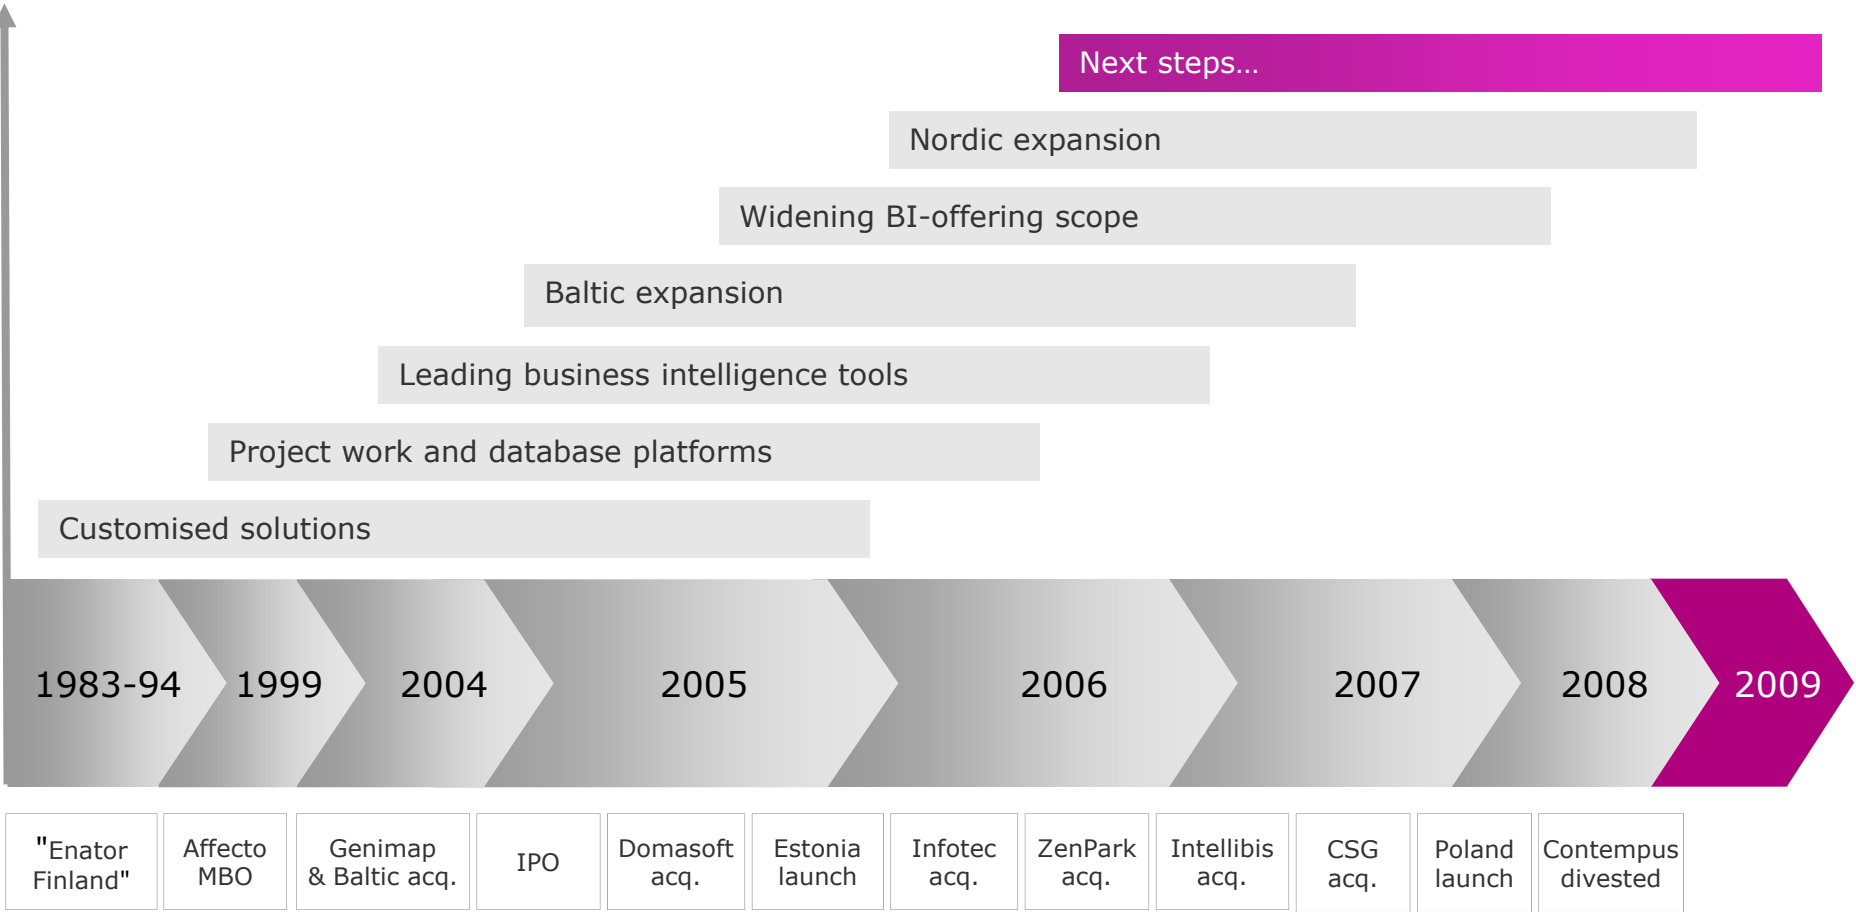 Next steps…
Nordic expansion
Widening BI-offering scope
Baltic expansion
Leading business intelligence tools
Project work and database platforms
Customised solutions
1983-94
1999
2004
2005
2006
2007
2008
2009
"Enator
Finland"
Affecto
MBO
Genimap
& Baltic acq.
IPO
Domasoft
acq.
Estonia
launch
Infotec
acq.
ZenPark
acq.
Intellibis
acq.
CSG
acq.
Poland
launch
Contempus
divested